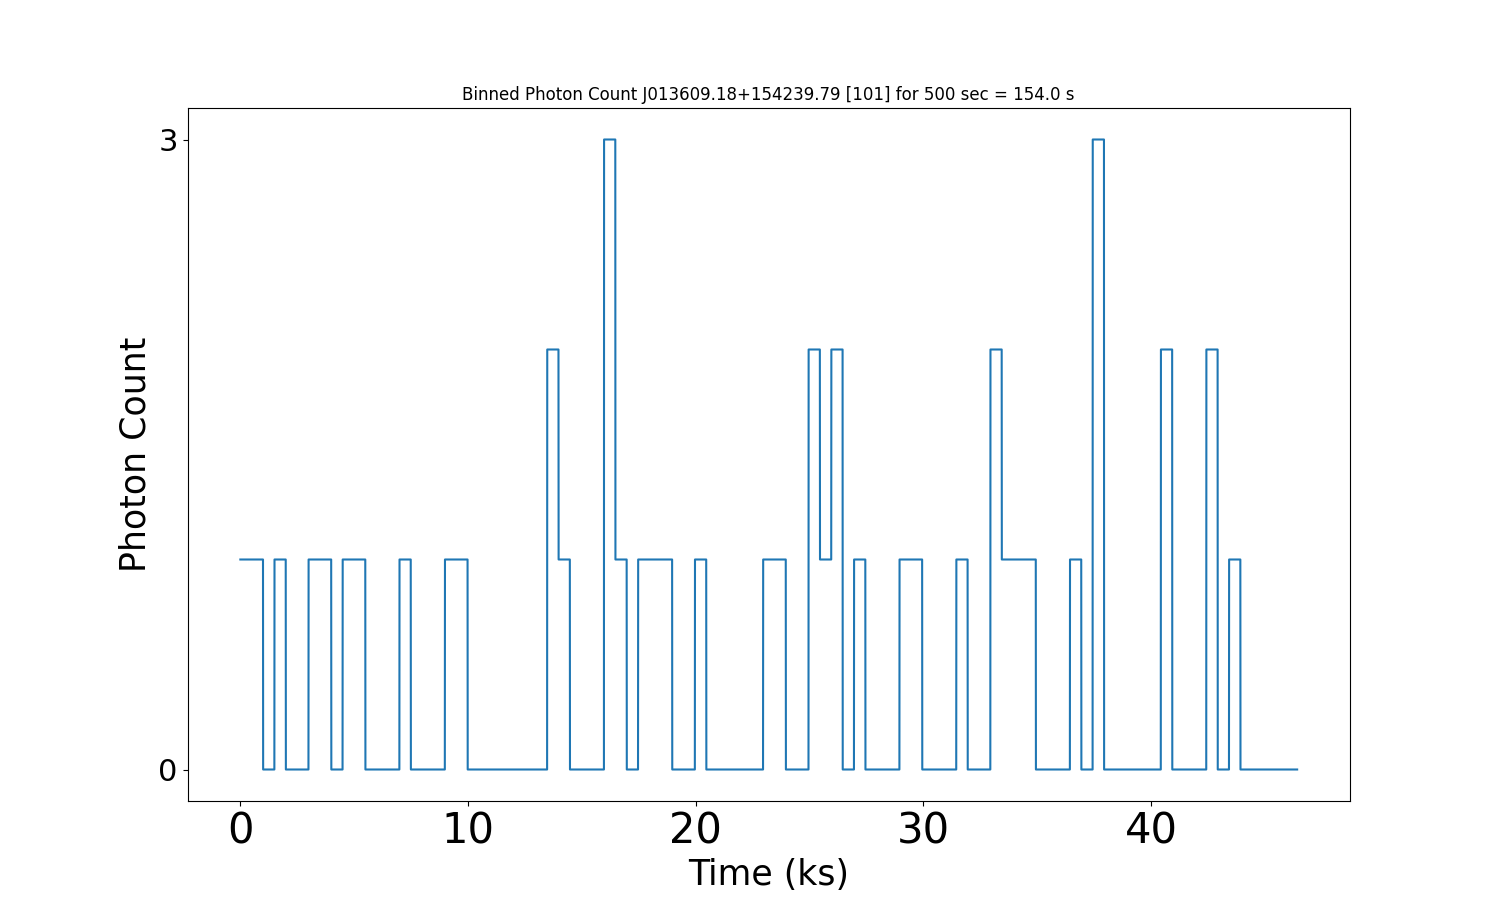 Binned Photon Count J013609.18+154239.79 [101] for 500 sec = 154.0 s
3
Photon Count
0
0 10 20 30 40
Time (ks)